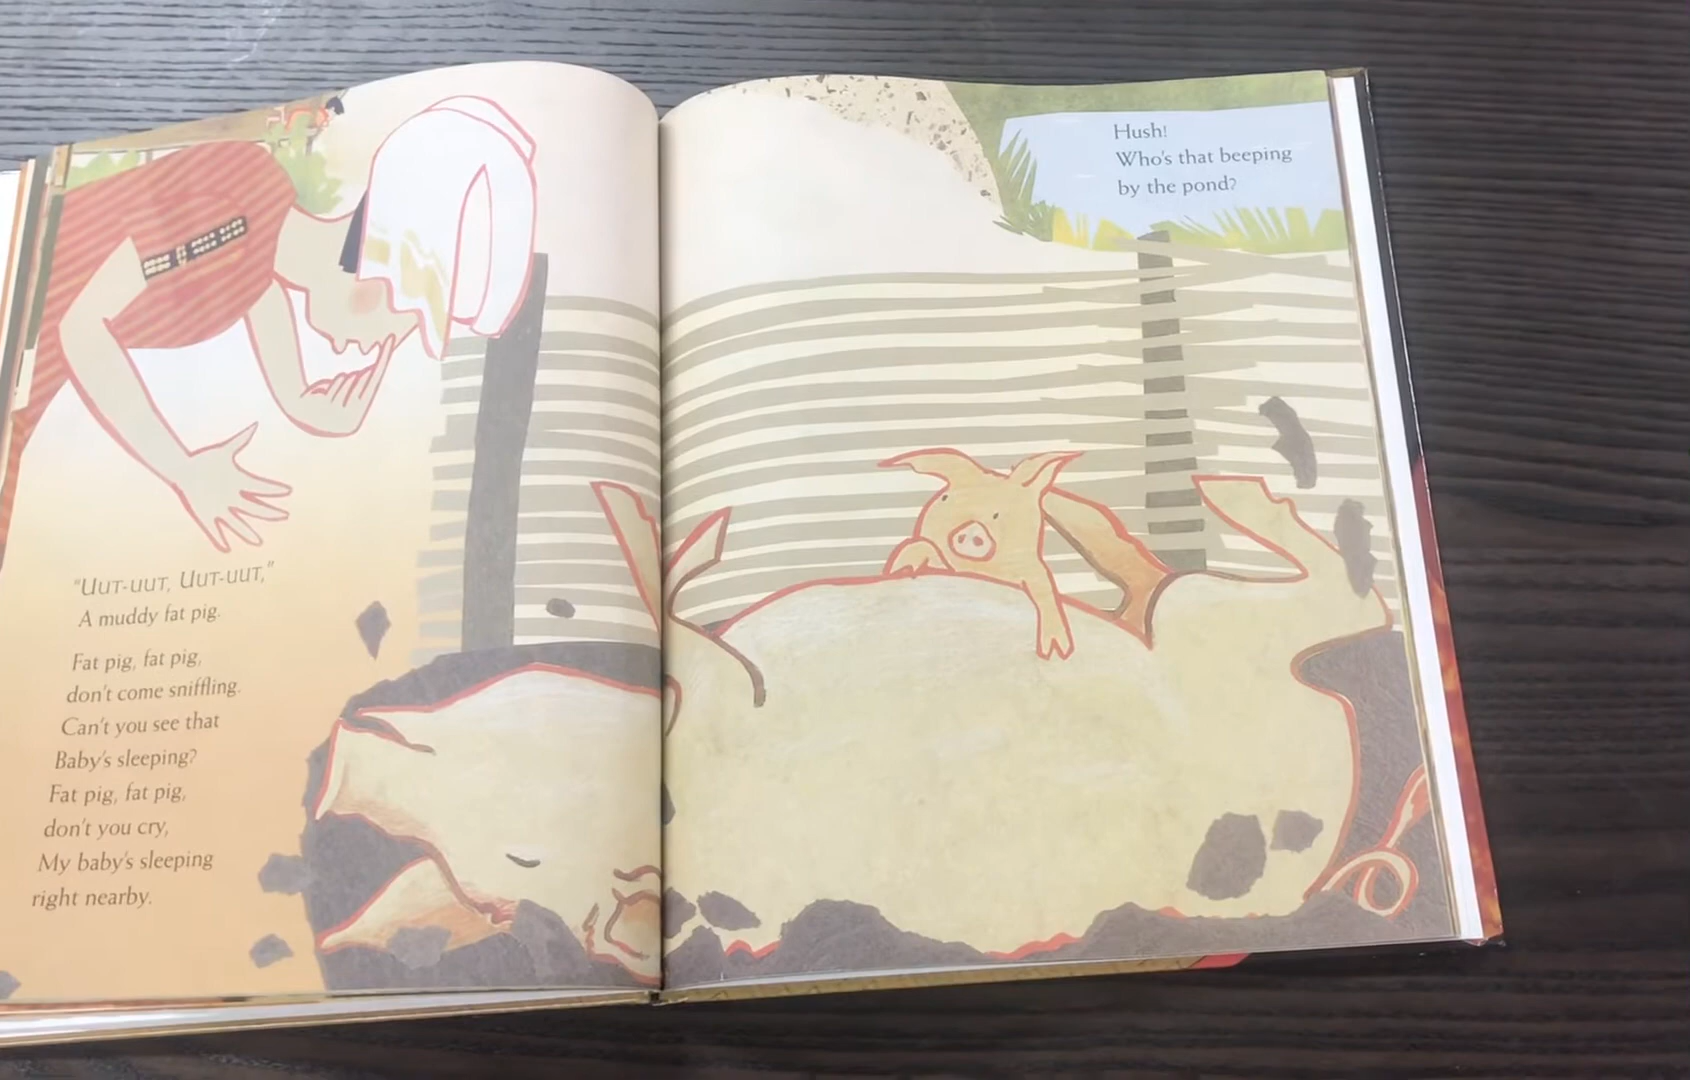 "UUT-UUT, UUT-UUT,"
A muddy fat pig.
Fat pig, fat pig,
don't come sniffling.
Can't you see that
Baby's sleeping?
Fat pig, fat pig,
don't you cry,
My baby's sleeping
right nearby.
Hush!
Who's that beeping
by the pond?